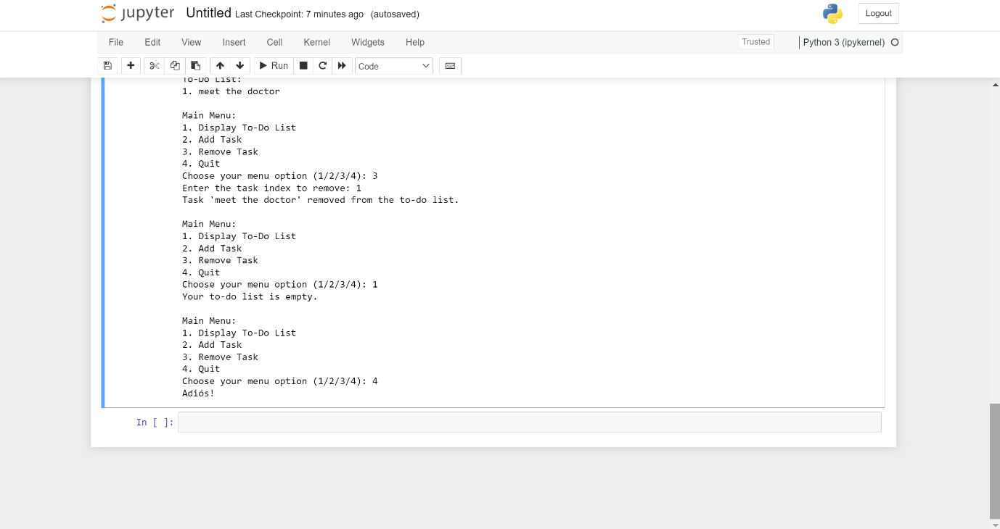 jupyter Untitled Last Checkpoint: 7 minutes ago (autosaved) Logout
File Edit View Insert Cell Kernel Widgets Help Trusted Python 3 (ipykernel)
Run Code
To-Do List:
1. meet the doctor
Main Menu:
1. Display To-Do List
2. Add Task
3. Remove Task
4. Quit
Choose your menu option (1/2/3/4): 3
Enter the task index to remove: 1
Task 'meet the doctor' removed from the to-do list.
Main Menu:
1. Display To-Do List
2. Add Task
3. Remove Task
4. Quit
Choose your menu option (1/2/3/4): 1
Your to-do list is empty.
Main Menu:
1. Display To-Do List
2. Add Task
3. Remove Task
4. Quit
Choose your menu option (1/2/3/4): 4
Adiós!
In [ ]: